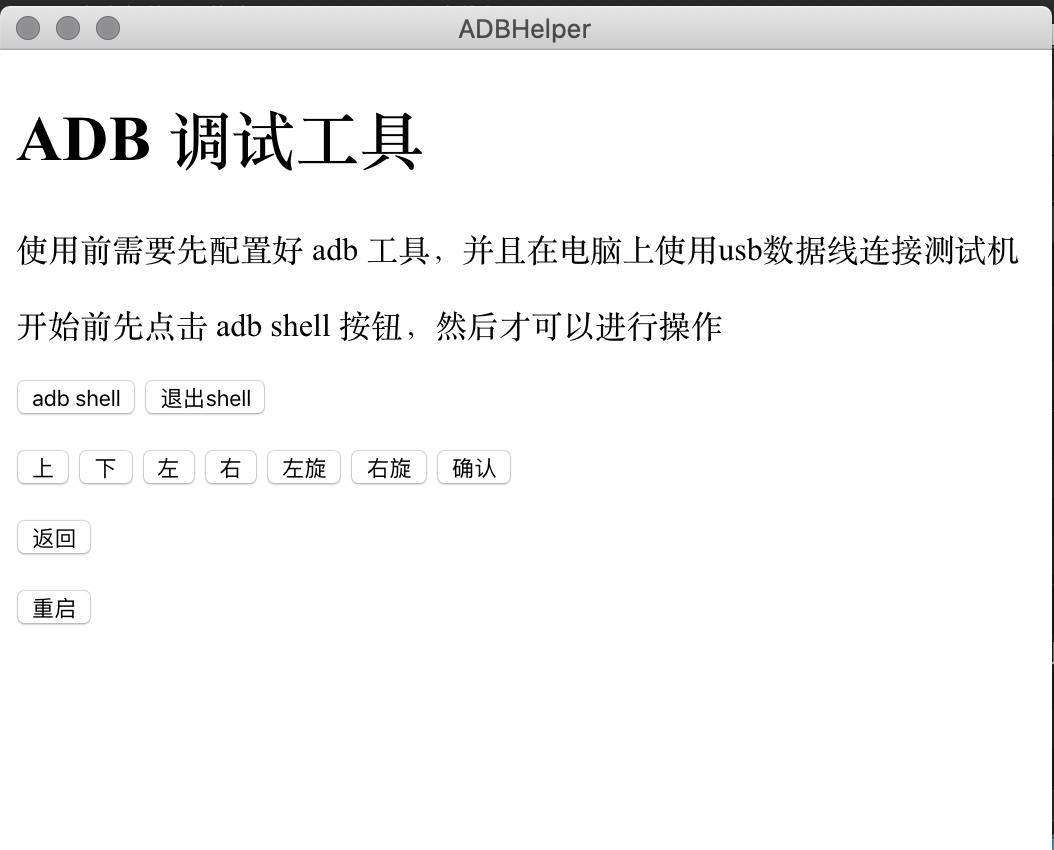 ADBHelper
ADB 调试工具
使用前需要先配置好 adb 工具，并且在电脑上使用usb数据线连接测试机
开始前先点击 adb shell 按钮，然后才可以进行操作
adb shell 退出shell
上 下 左 右 左旋 右旋 确认
返回
重启